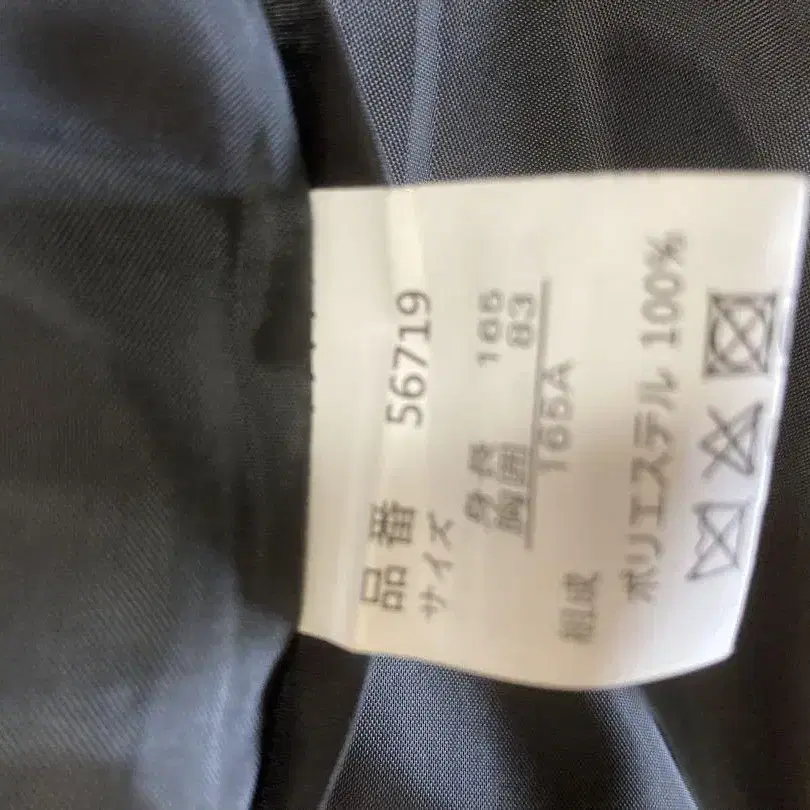 品番 56719
サイズ
身長 165
胸囲 83
165A
組成
ポリエステル 100%